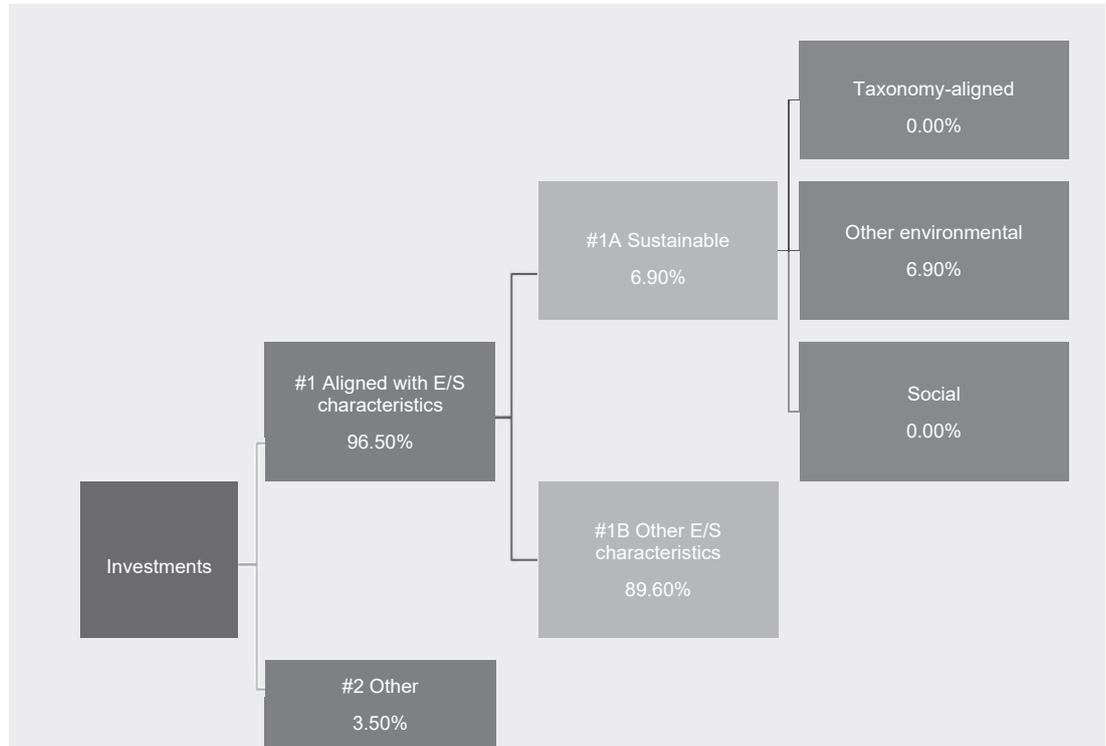 Taxonomy-aligned
0.00%
#1A Sustainable
6.90%
Other environmental
6.90%
#1 Aligned with E/S
characteristics
96.50%
Social
0.00%
Investments
#1B Other E/S
characteristics
89.60%
#2 Other
3.50%